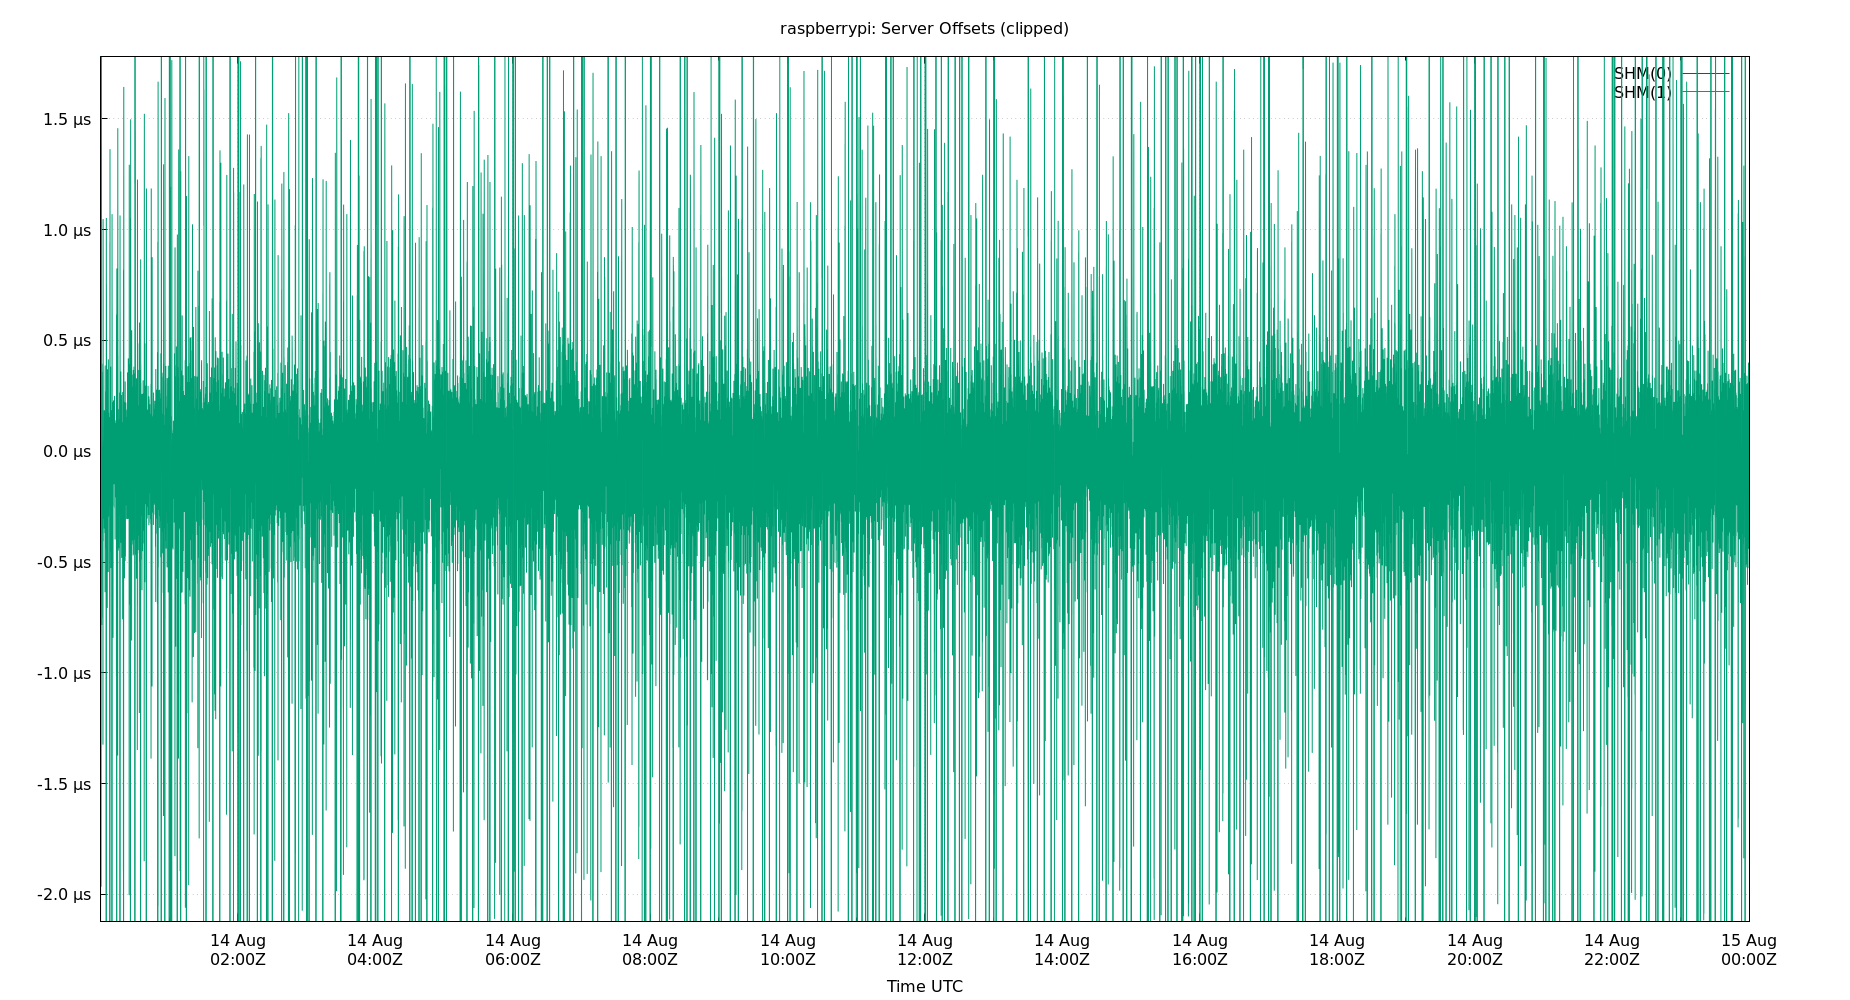 raspberrypi: Server Offsets (clipped)
SHM(0)
SHM(1)
1.5 µs
1.0 µs
0.5 µs
0.0 µs
-0.5 µs
-1.0 µs
-1.5 µs
-2.0 µs
14 Aug 14 Aug 14 Aug 14 Aug 14 Aug 14 Aug 14 Aug 14 Aug 14 Aug 14 Aug 14 Aug 15 Aug
02:00Z 04:00Z 06:00Z 08:00Z 10:00Z 12:00Z 14:00Z 16:00Z 18:00Z 20:00Z 22:00Z 00:00Z
Time UTC